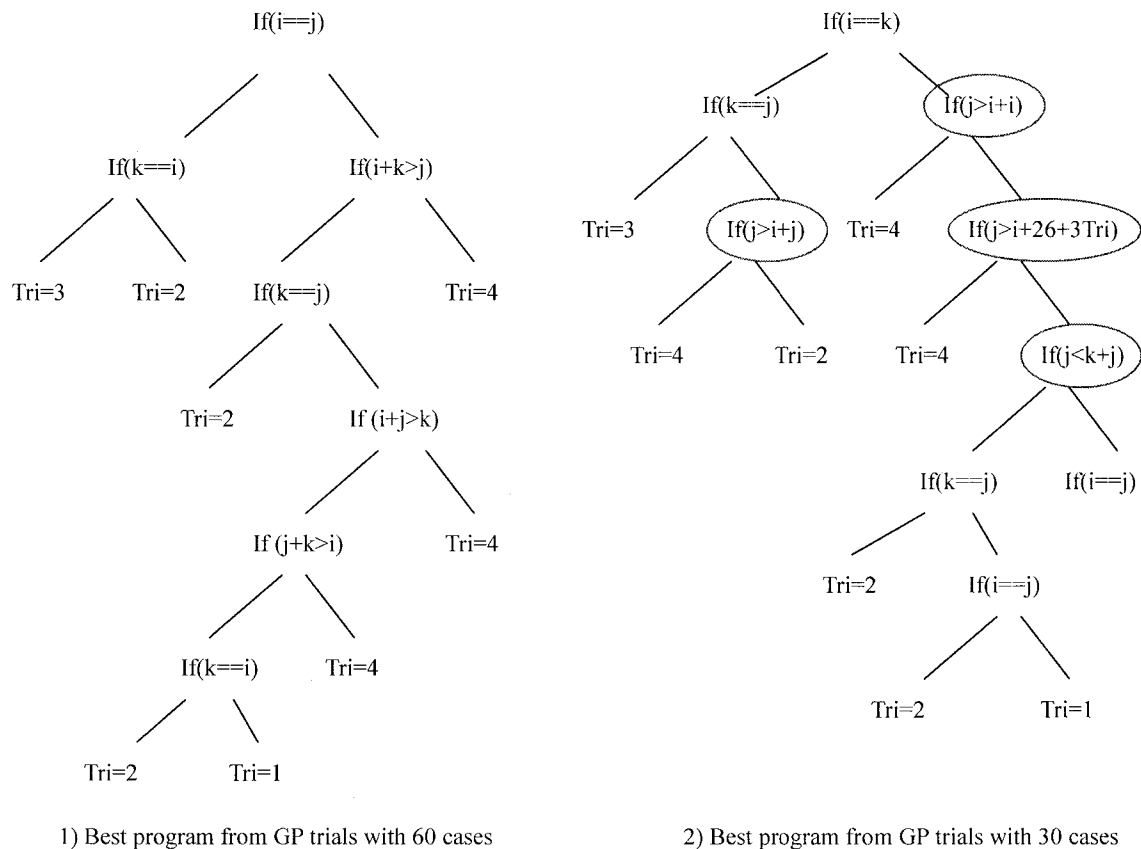 If(i==j)
If(k==i)
If(i+k>j)
Tri=3
Tri=2
If(k==j)
Tri=4
Tri=2
If (i+j>k)
If (j+k>i)
Tri=4
If(k==i)
Tri=4
Tri=2
Tri=1
1) Best program from GP trials with 60 cases
If(i==k)
If(k==j)
If(j>i+i)
Tri=3
If(j>i+j)
Tri=4
If(j>i+26+3Tri)
Tri=4
Tri=2
Tri=4
If(j<k+j)
If(k==j)
If(i==j)
Tri=2
If(i==j)
Tri=2
Tri=1
2) Best program from GP trials with 30 cases